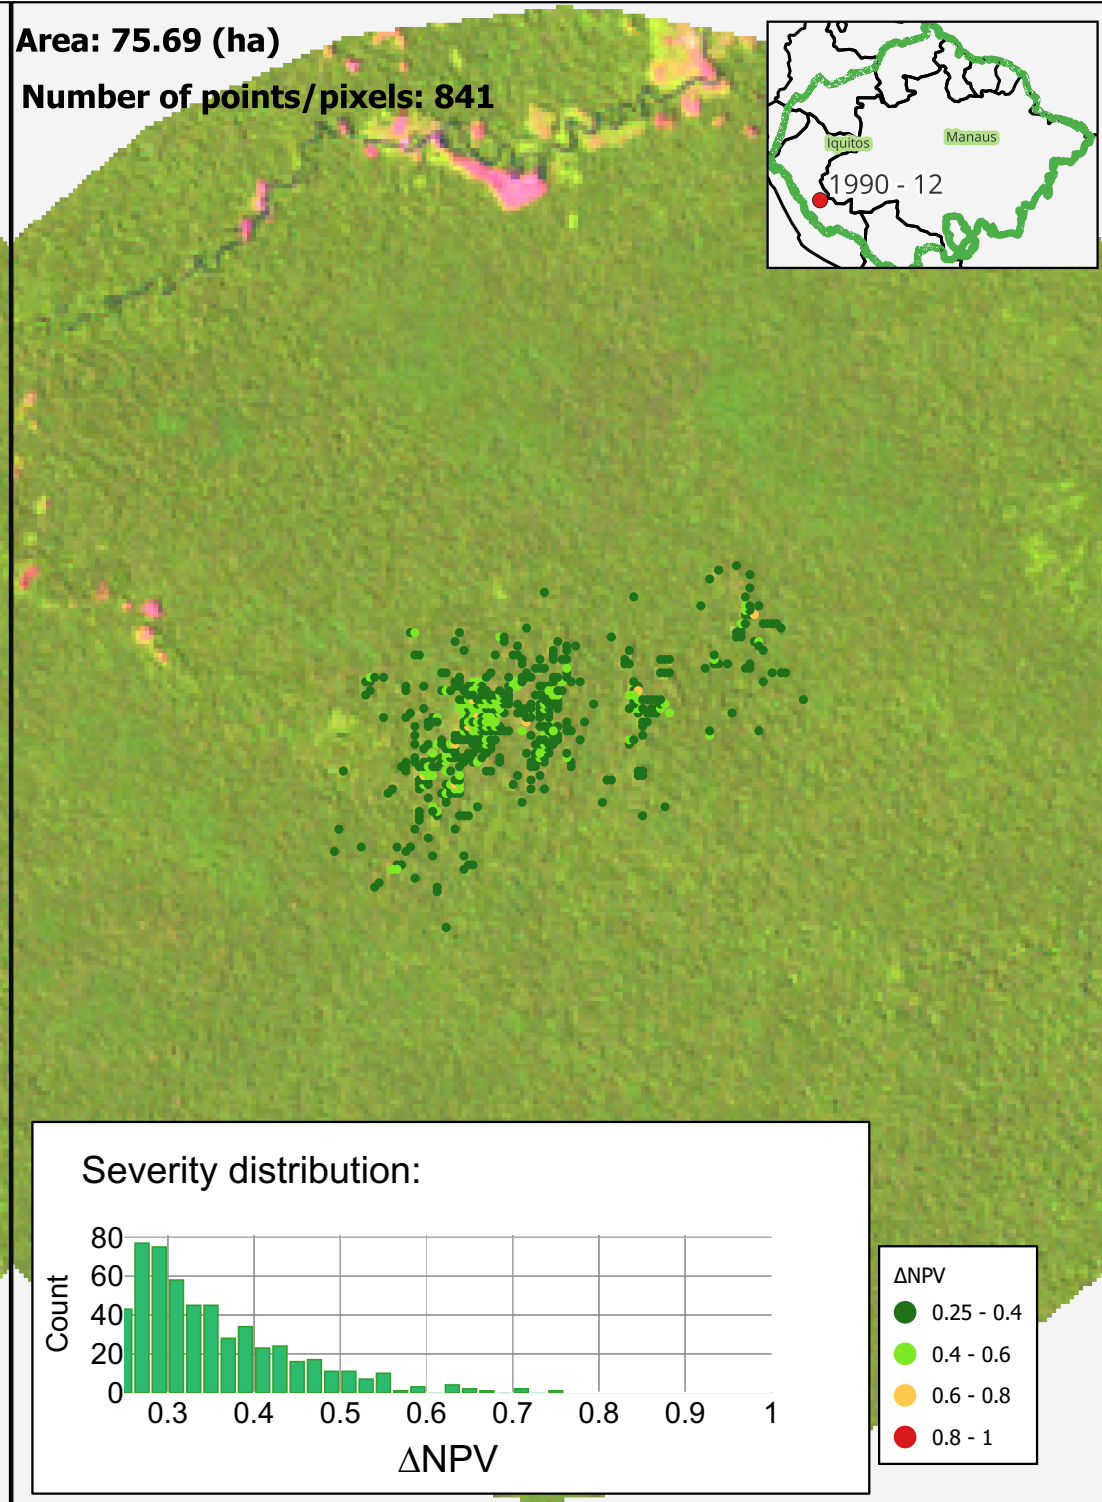 Area: 75.69 (ha)
Number of points/pixels: 841
Iquitos
Manaus
1990 - 12
Severity distribution:
Count
80
60
40
20
0
0.3 0.4 0.5 0.6 0.7 0.8 0.9 1
ΔNPV
ΔNPV
0.25 - 0.4
0.4 - 0.6
0.6 - 0.8
0.8 - 1